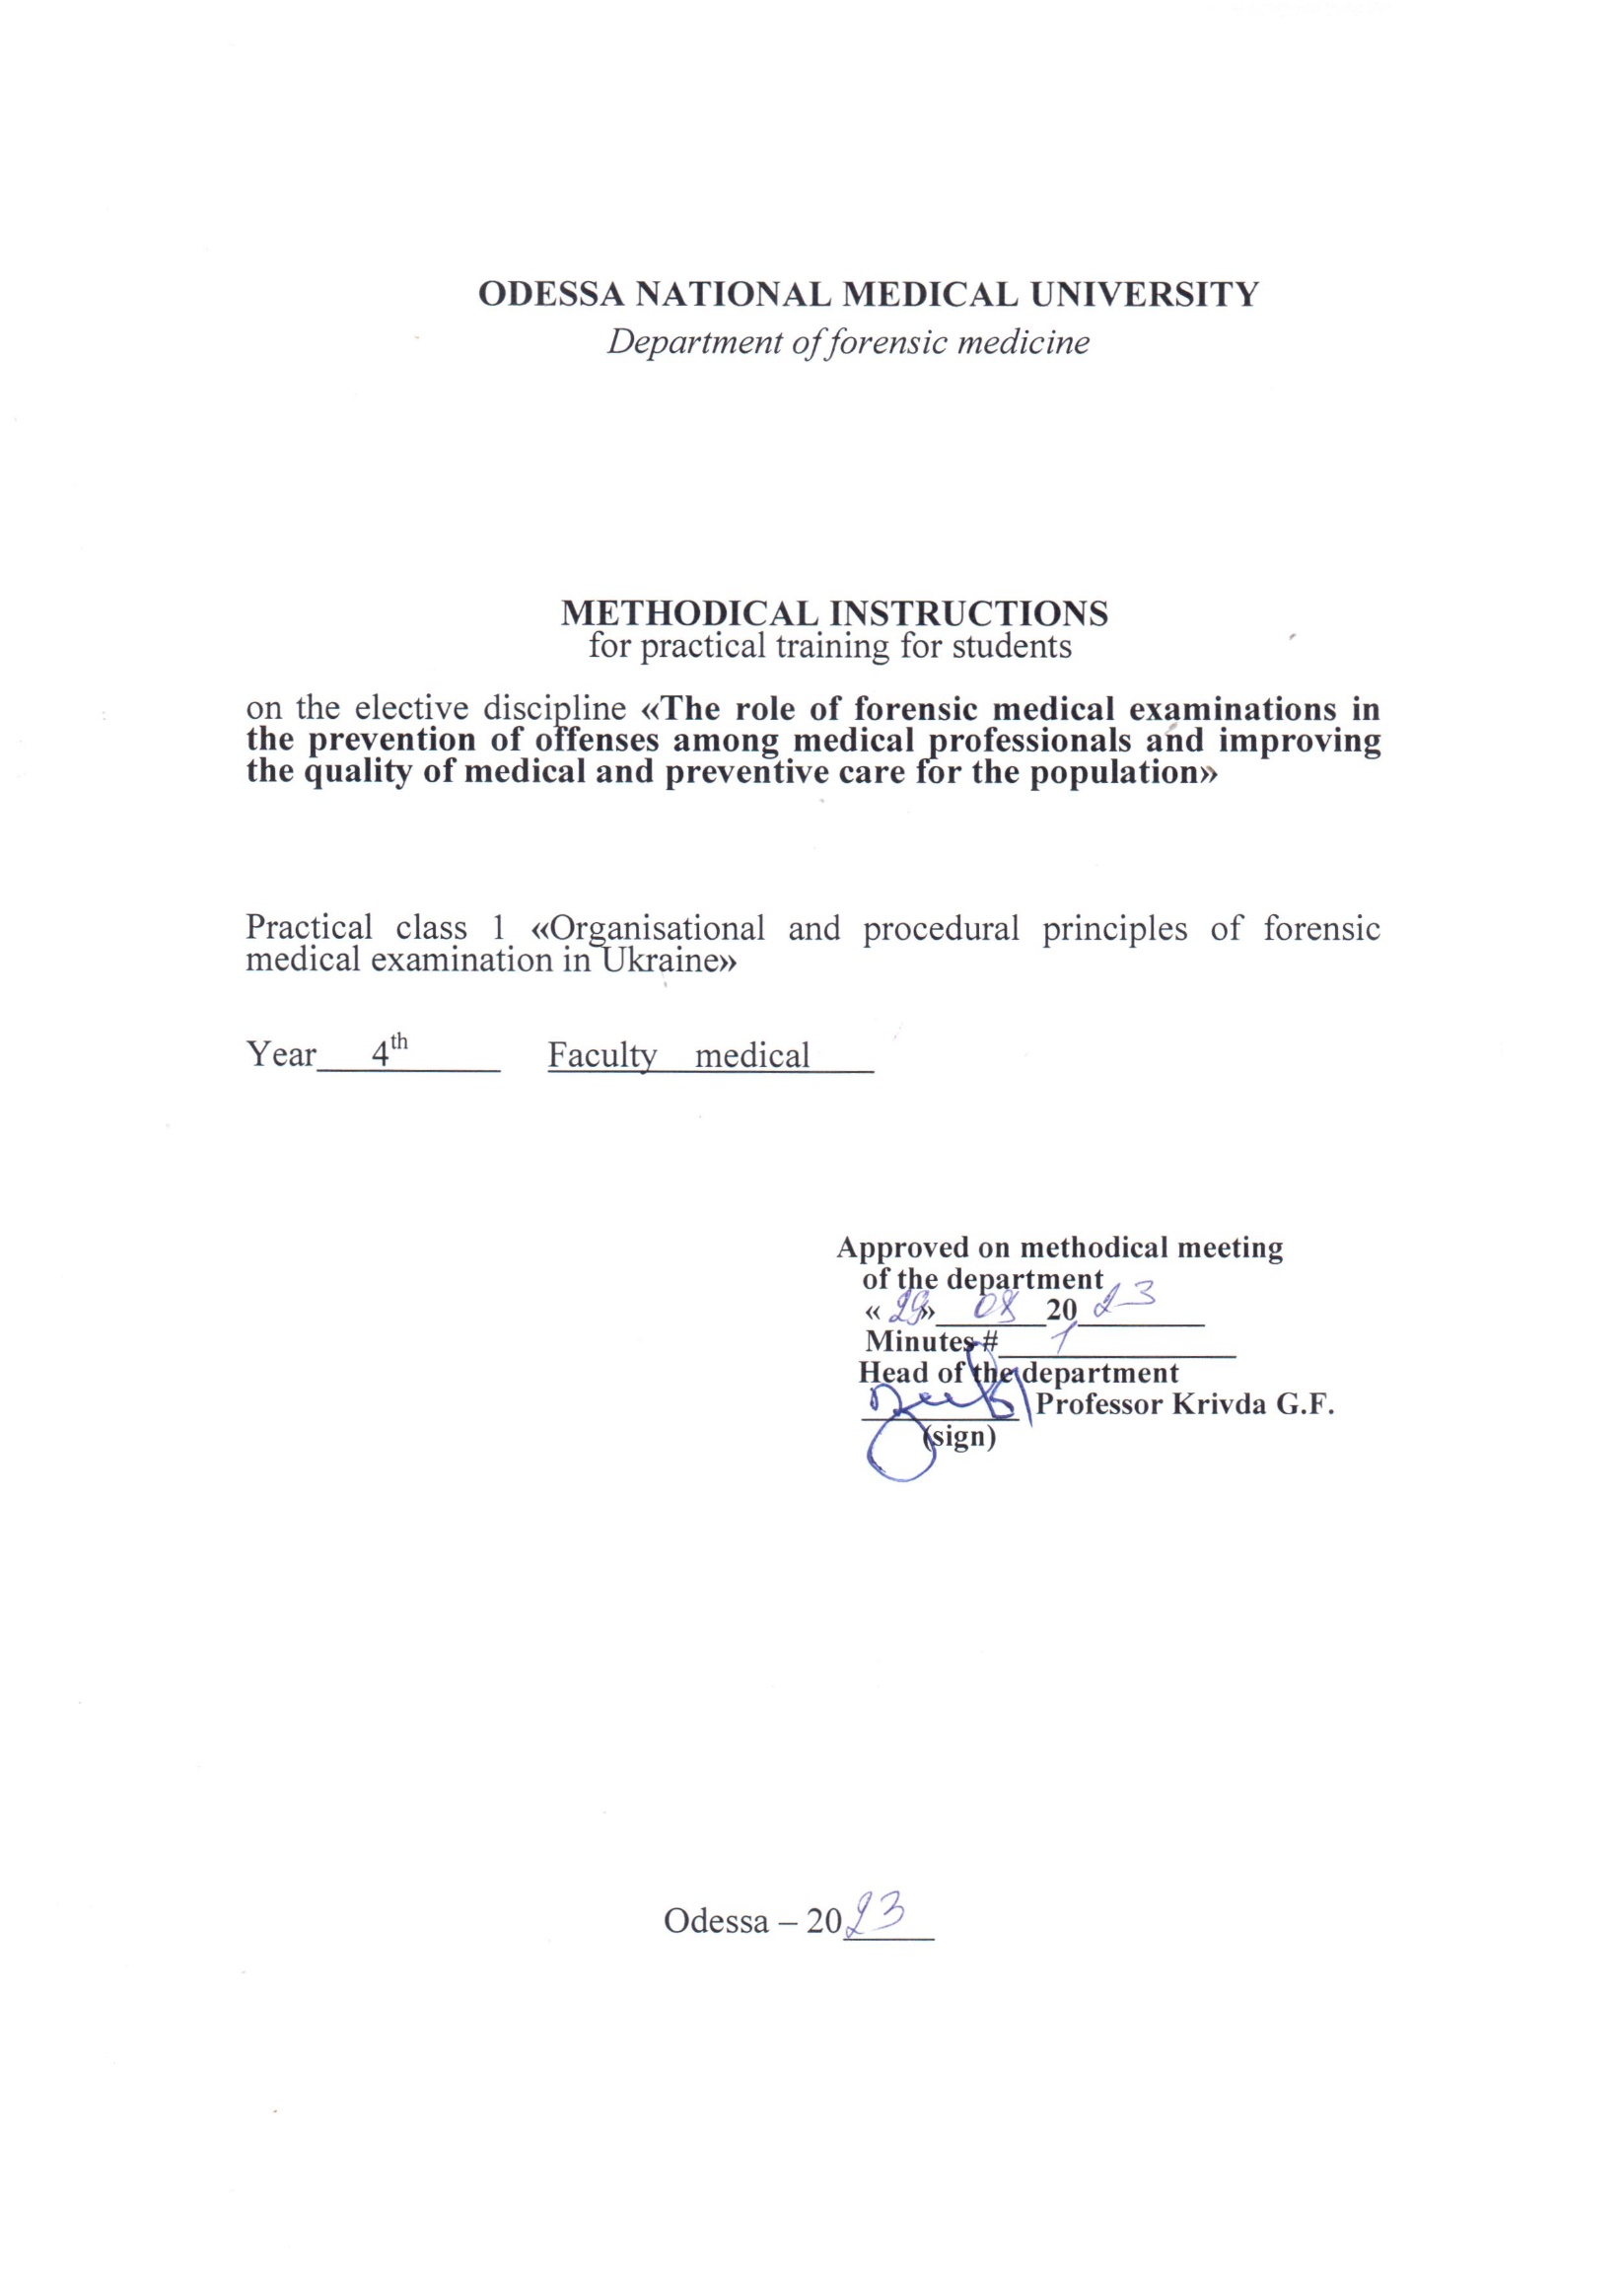 ODESSA NATIONAL MEDICAL UNIVERSITY
Department of forensic medicine
METHODICAL INSTRUCTIONS
for practical training for students
on the elective discipline «The role of forensic medical examinations in
the prevention of offenses among medical professionals and improving
the quality of medical and preventive care for the population»
Practical class 1 «Organisational and procedural principles of forensic
medical examination in Ukraine»
Year 4th Faculty medical
Approved on methodical meeting
of the department
« 29» 08 20 23
Minutes # 1
Head of the department
Professor Krivda G.F.
(sign)
Odessa – 20 23